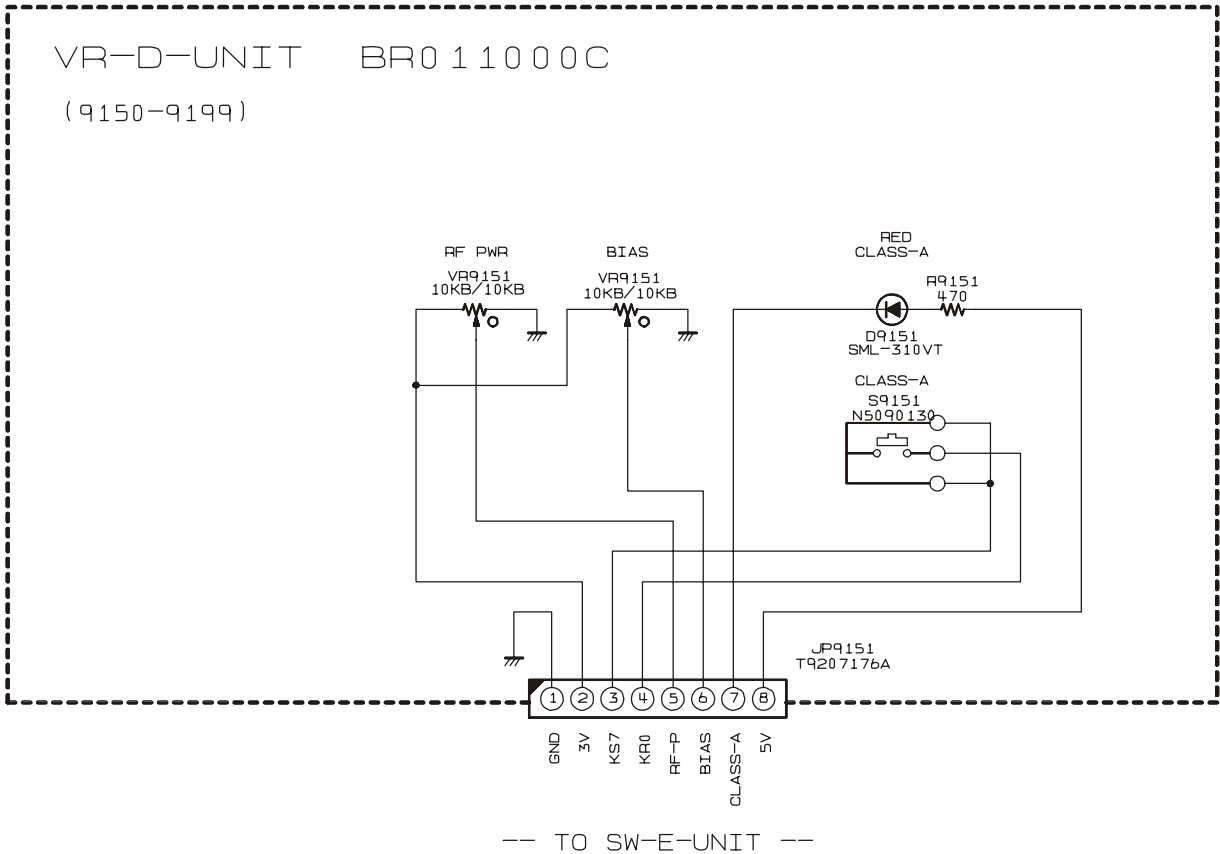 VR-D-UNIT BR011000C
(9150-9199)
RF PWR
VR9151
10KB/10KB
BIAS
VR9151
10KB/10KB
RED
CLASS-A
R9151
470
D9151
SML-310VT
CLASS-A
S9151
N5090130
JP9151
T9207176A
1 2 3 4 5 6 7 8
GND
3V
KS7
KR0
RF-P
BIAS
CLASS-A
5V
-- TO SW-E-UNIT --